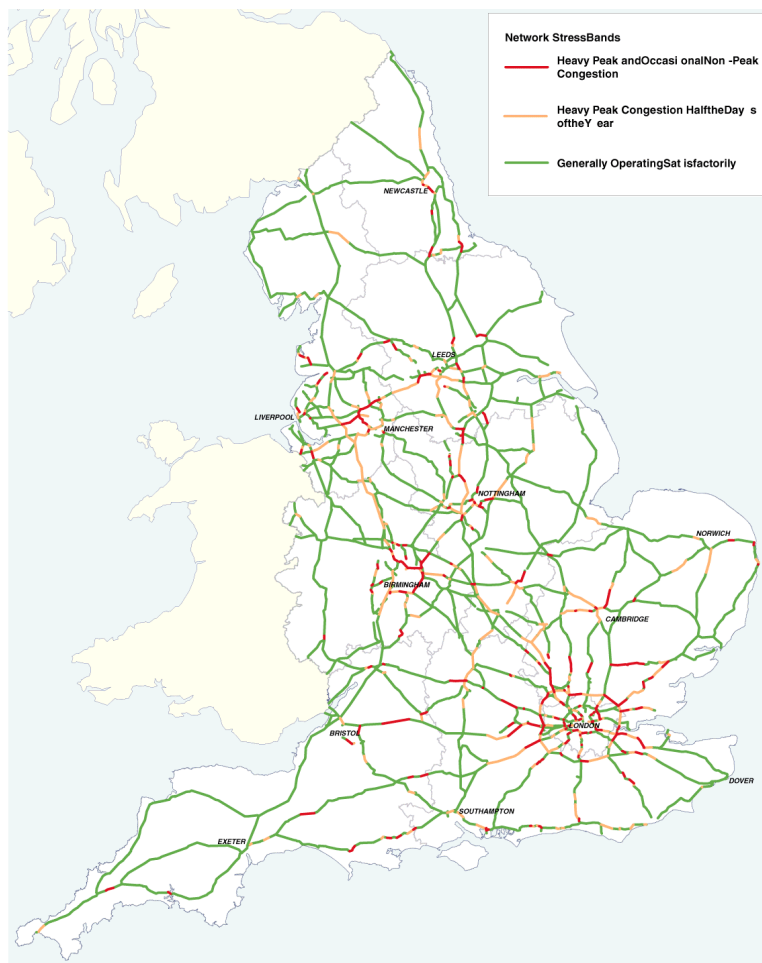 Network StressBands
Heavy Peak andOccasi onalNon -Peak
Congestion
Heavy Peak Congestion HalftheDay s
oftheY ear
Generally OperatingSat isfactorily
NEWCASTLE
LEEDS
LIVERPOOL
MANCHESTER
NOTTINGHAM
NORWICH
BIRMINGHAM
CAMBRIDGE
LONDON
BRISTOL
DOVER
SOUTHAMPTON
EXETER